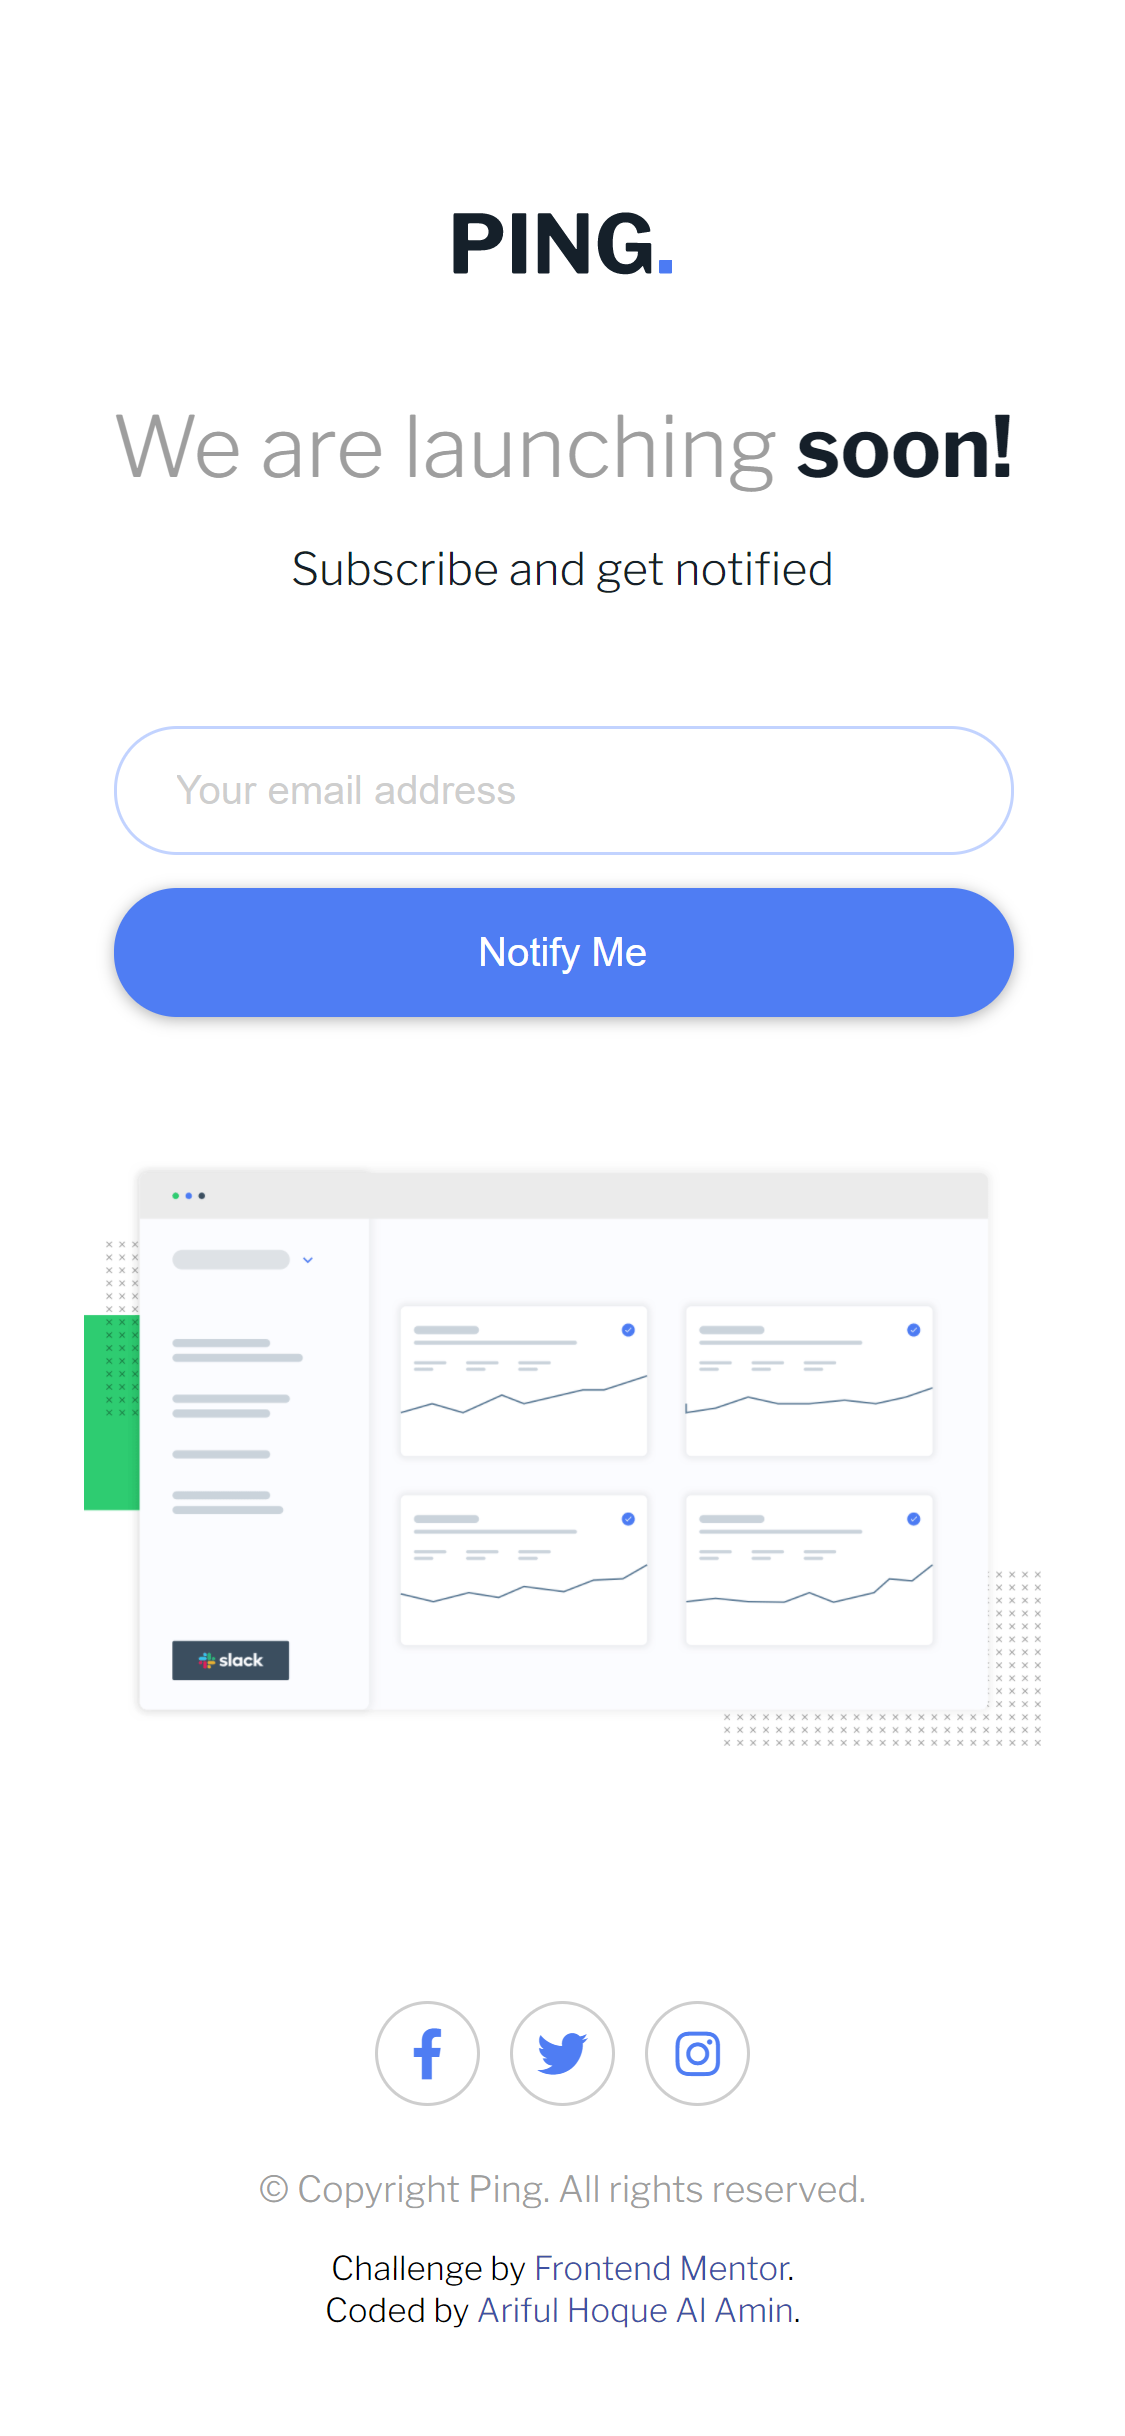 PING.
We are launching soon!
Subscribe and get notified
Your email address
Notify Me
slack
© Copyright Ping. All rights reserved.
Challenge by Frontend Mentor.
Coded by Ariful Hoque Al Amin.